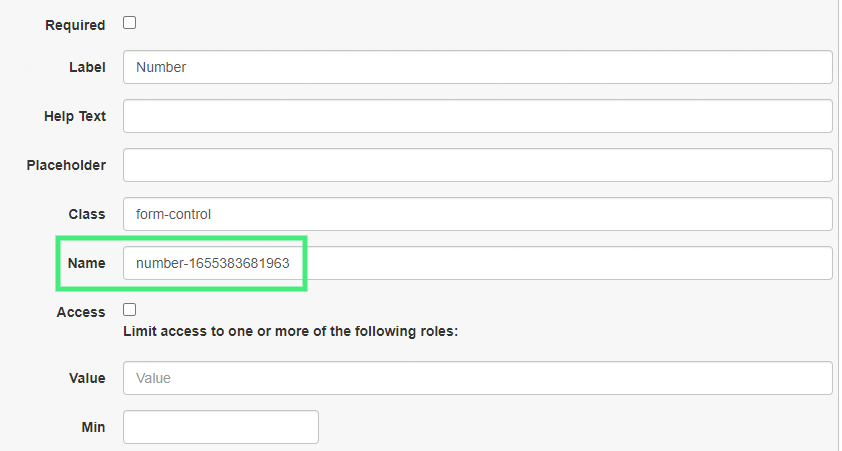 Required
Label Number
Help Text
Placeholder
Class form-control
Name number-1655383681963
Access
Limit access to one or more of the following roles:
Value Value
Min